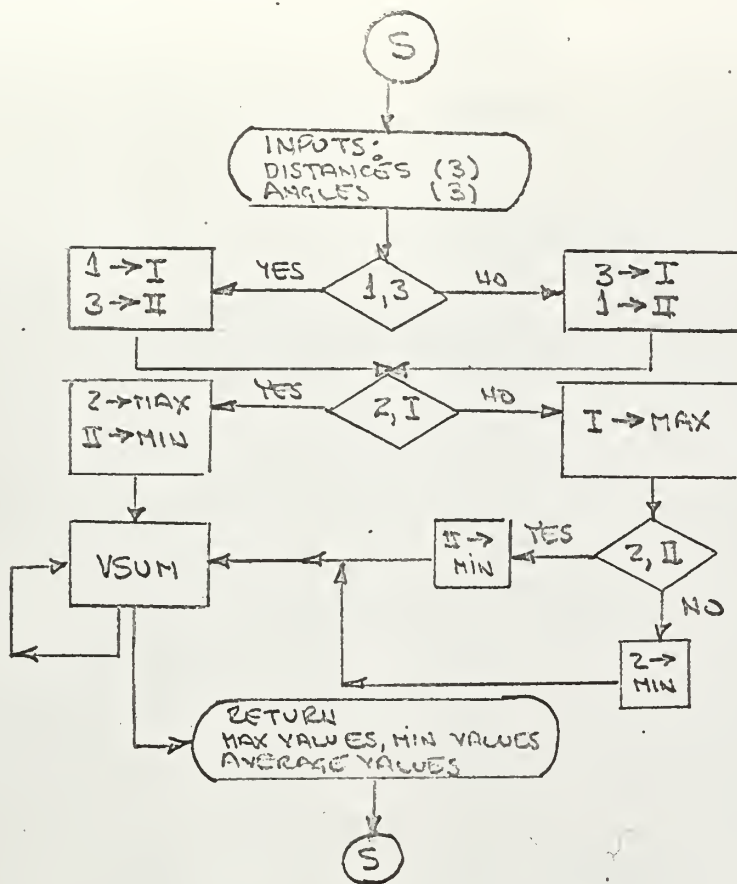 S
INPUTS:
DISTANCES (3)
ANGLES (3)
1→I
3→II
YES
1,3
NO
3→I
1→II
2→MAX
II→MIN
YES
2,I
NO
I→MAX
VSUM
II→
MIN
YES
2,II
NO
2→
MIN
RETURN
MAX VALUES, MIN VALUES
AVERAGE VALUES
S